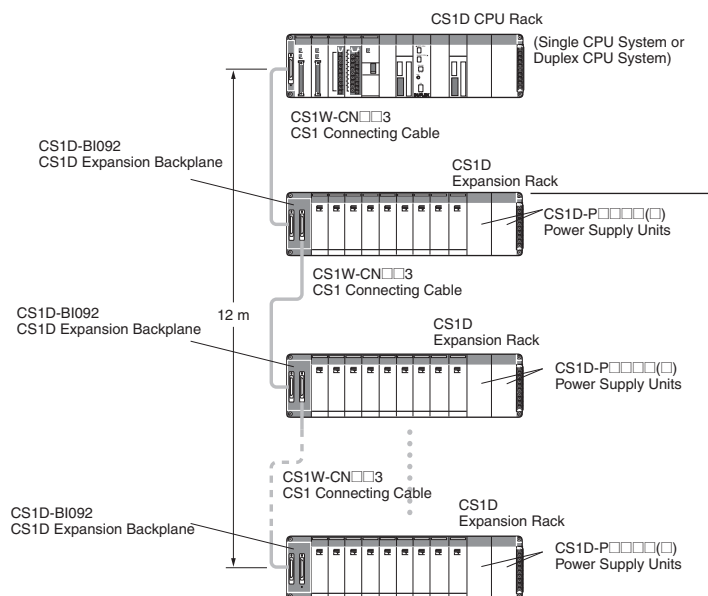 CS1D CPU Rack
(Single CPU System or
Duplex CPU System)
CS1W-CN□□3
CS1 Connecting Cable
CS1D-BI092
CS1D Expansion Backplane
CS1D
Expansion Rack
CS1D-P□□□□(□)
Power Supply Units
CS1W-CN□□3
CS1 Connecting Cable
CS1D-BI092
CS1D Expansion Backplane
12 m
CS1D
Expansion Rack
CS1D-P□□□□(□)
Power Supply Units
CS1W-CN□□3
CS1 Connecting Cable
CS1D-BI092
CS1D Expansion Backplane
CS1D
Expansion Rack
CS1D-P□□□□(□)
Power Supply Units